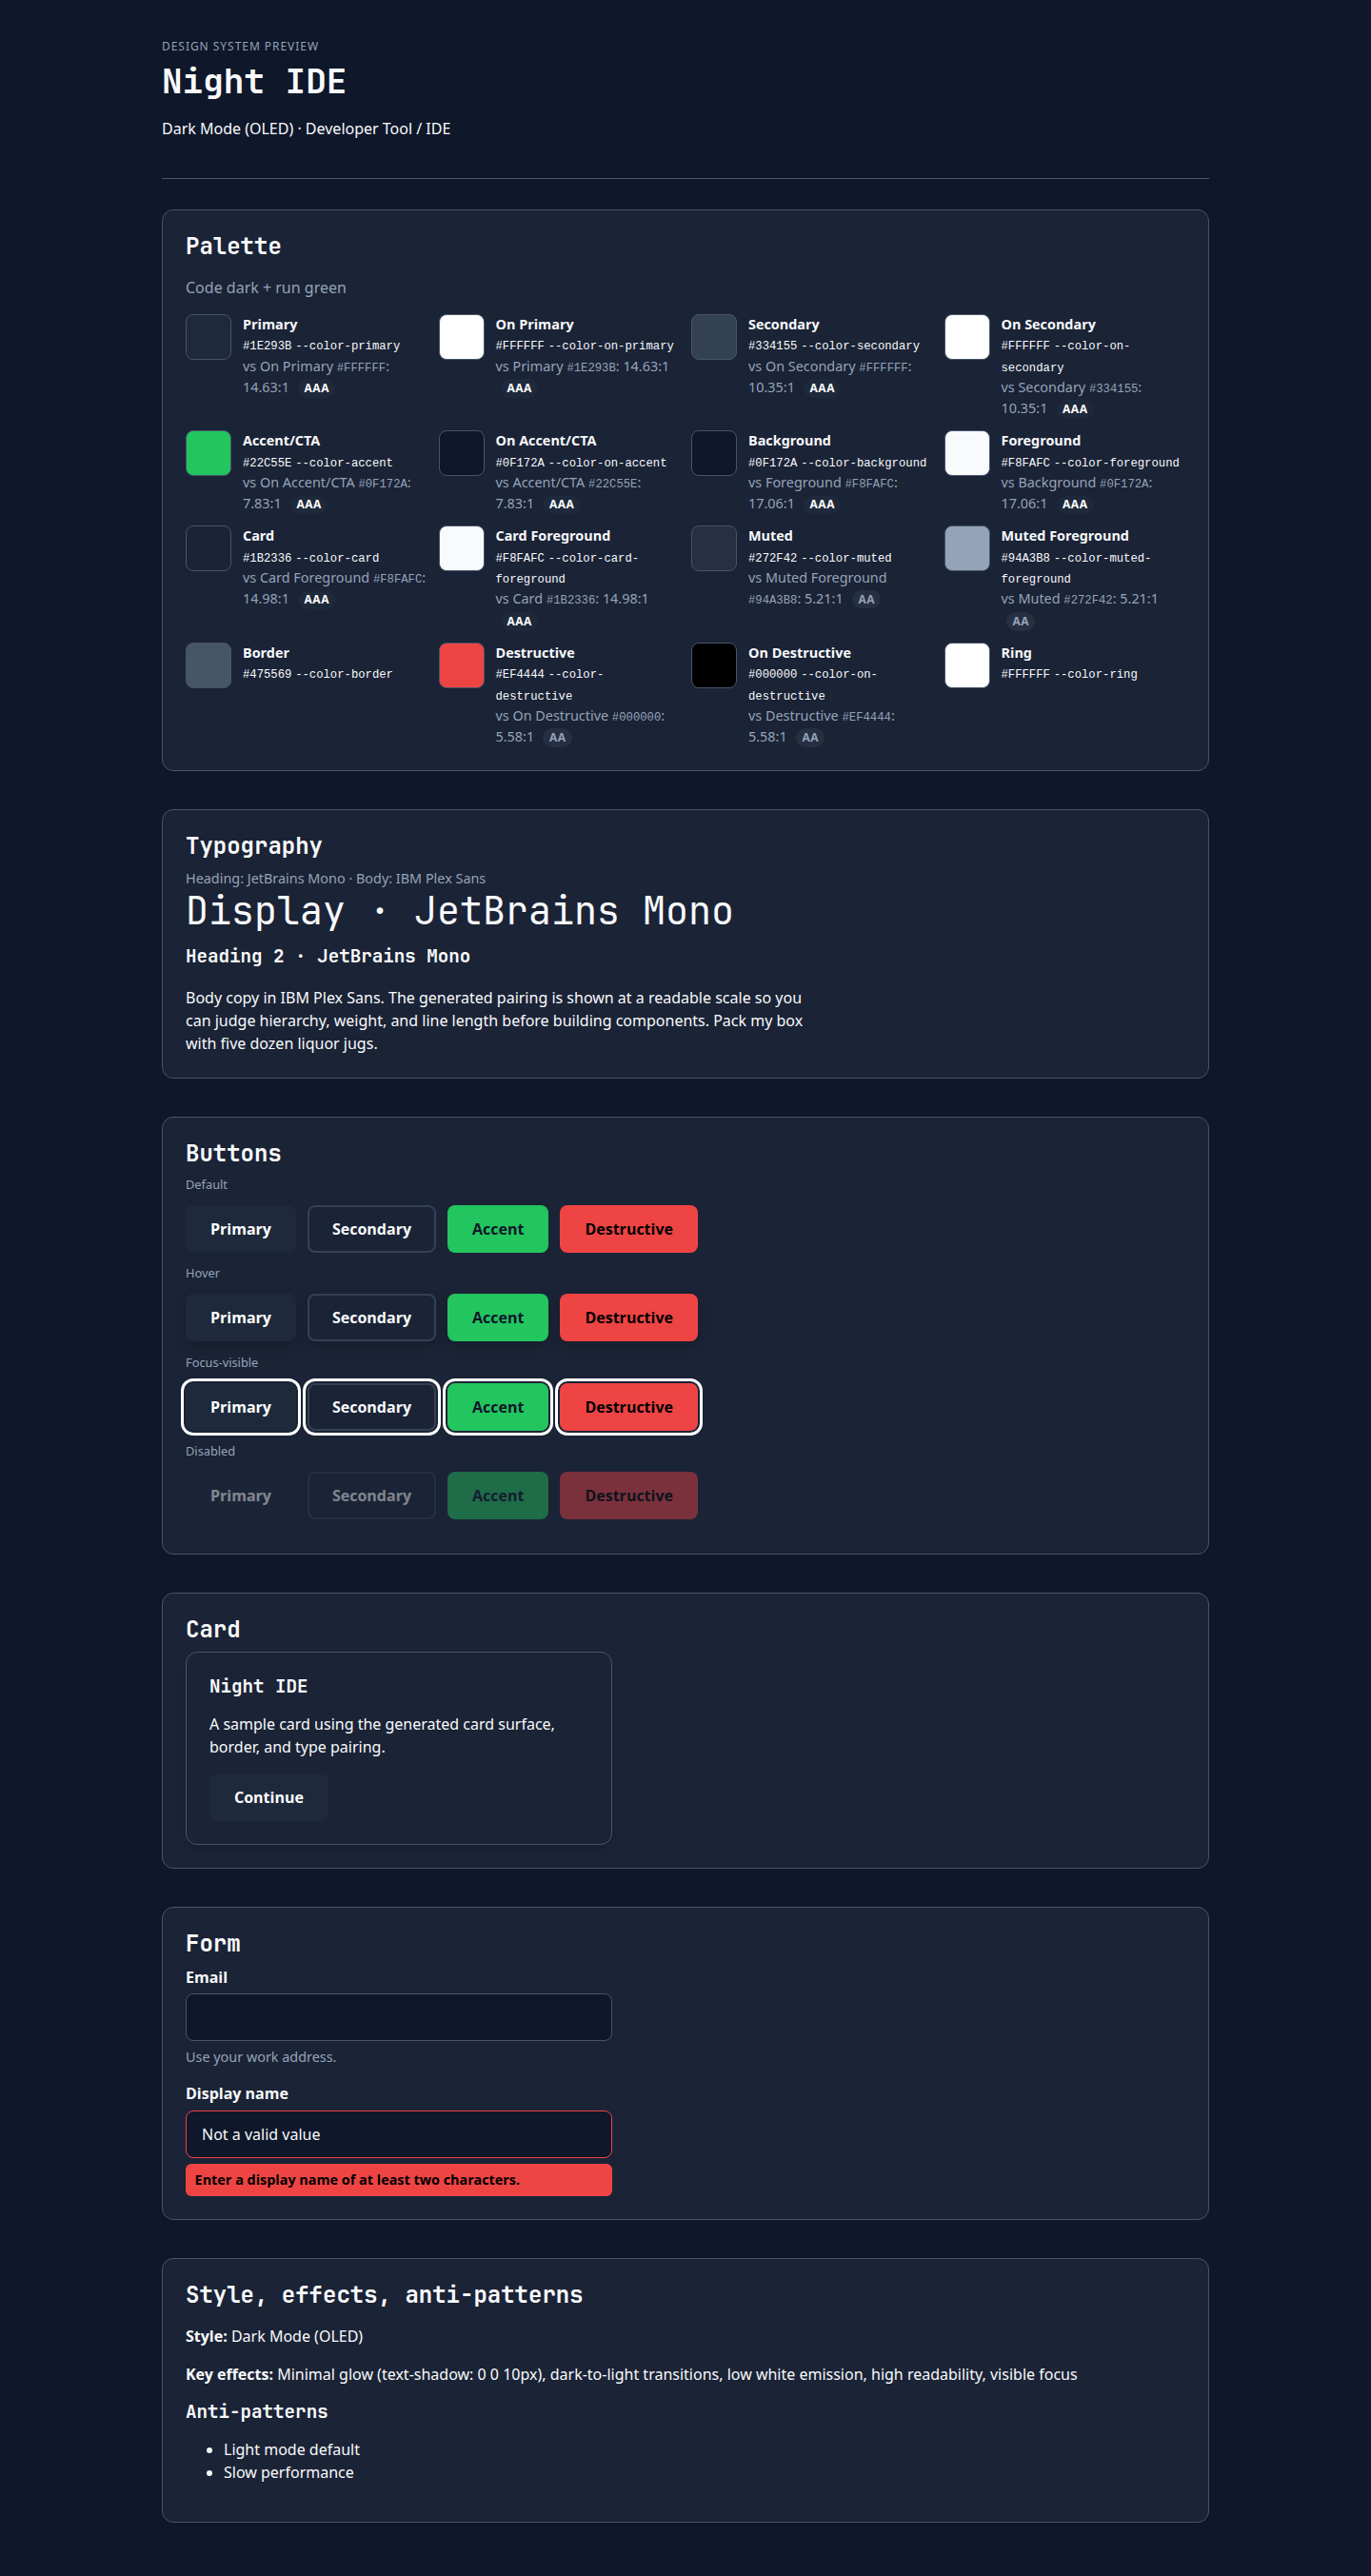 DESIGN SYSTEM PREVIEW
Night IDE
Dark Mode (OLED) · Developer Tool / IDE
Palette
Code dark + run green
Primary
#1E293B --color-primary
vs On Primary #FFFFFF:
14.63:1 AAA
On Primary
#FFFFFF --color-on-primary
vs Primary #1E293B: 14.63:1
AAA
Secondary
#334155 --color-secondary
vs On Secondary #FFFFFF:
10.35:1 AAA
On Secondary
#FFFFFF --color-on-
secondary
vs Secondary #334155:
10.35:1 AAA
Accent/CTA
#22C55E --color-accent
vs On Accent/CTA #0F172A:
7.83:1 AAA
On Accent/CTA
#0F172A --color-on-accent
vs Accent/CTA #22C55E:
7.83:1 AAA
Background
#0F172A --color-background
vs Foreground #F8FAFC:
17.06:1 AAA
Foreground
#F8FAFC --color-foreground
vs Background #0F172A:
17.06:1 AAA
Card
#1B2336 --color-card
vs Card Foreground #F8FAFC:
14.98:1 AAA
Card Foreground
#F8FAFC --color-card-
foreground
vs Card #1B2336: 14.98:1
AAA
Muted
#272F42 --color-muted
vs Muted Foreground
#94A3B8: 5.21:1 AA
Muted Foreground
#94A3B8 --color-muted-
foreground
vs Muted #272F42: 5.21:1
AA
Border
#475569 --color-border
Destructive
#EF4444 --color-
destructive
vs On Destructive #000000:
5.58:1 AA
On Destructive
#000000 --color-on-
destructive
vs Destructive #EF4444:
5.58:1 AA
Ring
#FFFFFF --color-ring
Typography
Heading: JetBrains Mono · Body: IBM Plex Sans
Display · JetBrains Mono
Heading 2 · JetBrains Mono
Body copy in IBM Plex Sans. The generated pairing is shown at a readable scale so you
can judge hierarchy, weight, and line length before building components. Pack my box
with five dozen liquor jugs.
Buttons
Default
Primary Secondary Accent Destructive
Hover
Primary Secondary Accent Destructive
Focus-visible
Primary Secondary Accent Destructive
Disabled
Primary Secondary Accent Destructive
Card
Night IDE
A sample card using the generated card surface,
border, and type pairing.
Continue
Form
Email
Use your work address.
Display name
Not a valid value
Enter a display name of at least two characters.
Style, effects, anti-patterns
Style: Dark Mode (OLED)
Key effects: Minimal glow (text-shadow: 0 0 10px), dark-to-light transitions, low white emission, high readability, visible focus
Anti-patterns
• Light mode default
• Slow performance